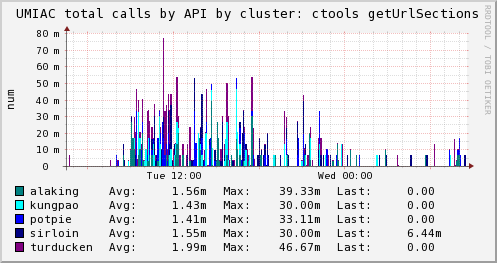 UMIAC total calls by API by cluster: ctools getUrlSections
RRDTOOL / TOBI OETIKER
num
80 m
70 m
60 m
50 m
40 m
30 m
20 m
10 m
0
Tue 12:00 Wed 00:00
alaking Avg: 1.56m Max: 39.33m Last: 0.00
kungpao Avg: 1.43m Max: 30.00m Last: 0.00
potpie Avg: 1.41m Max: 33.11m Last: 0.00
sirloin Avg: 1.55m Max: 30.00m Last: 6.44m
turducken Avg: 1.99m Max: 46.67m Last: 0.00